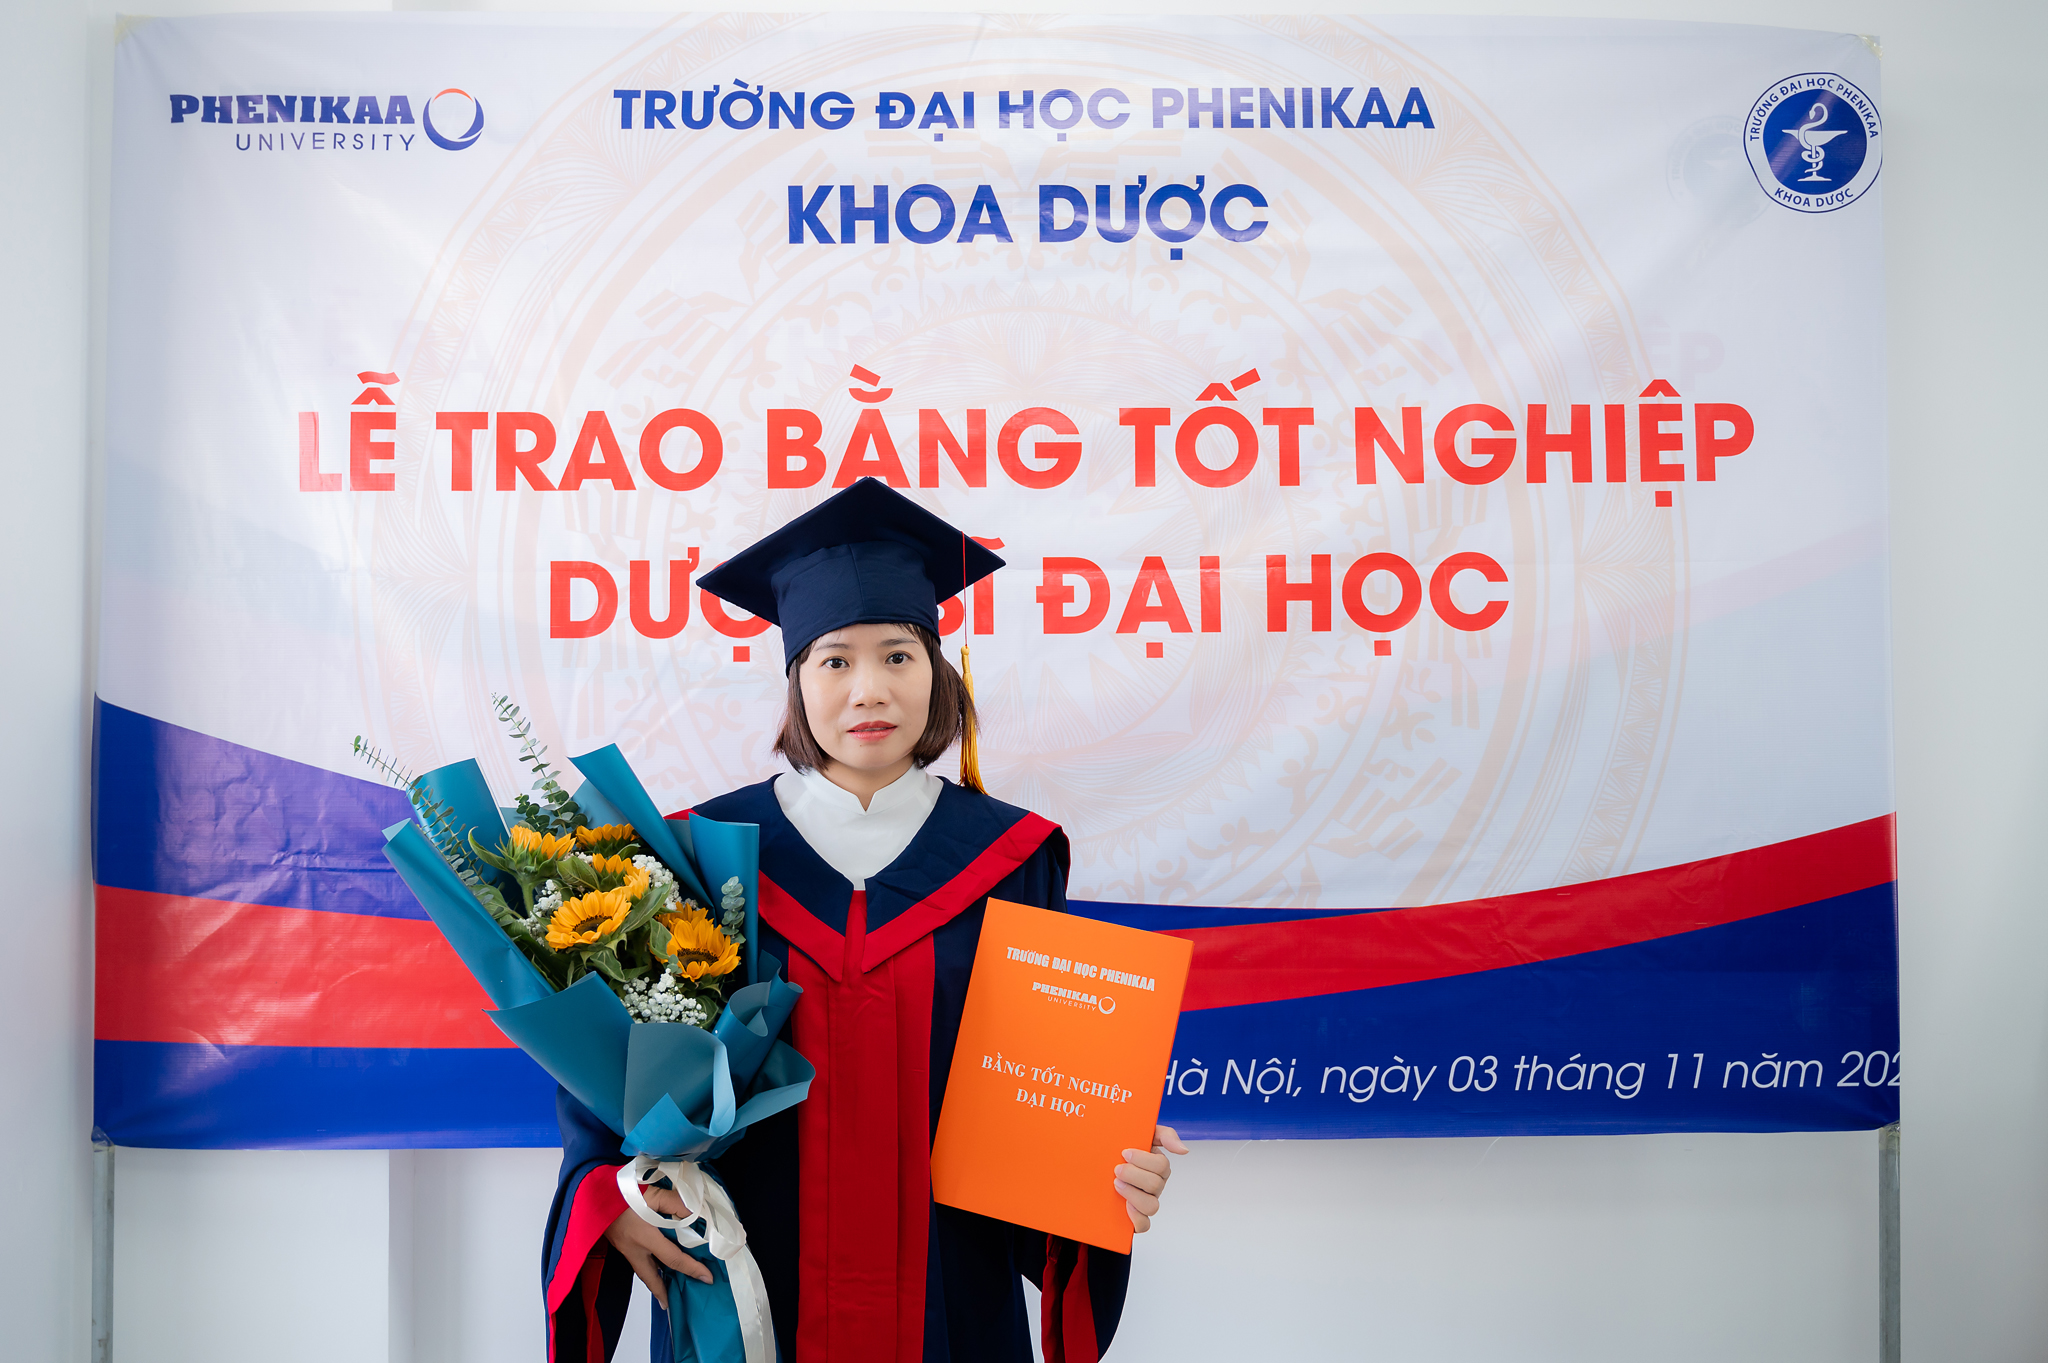 PHENIKAA
UNIVERSITY
TRƯỜNG ĐẠI HỌC PHENIKAA
KHOA DƯỢC
TRƯỜNG ĐẠI HỌC PHENIKAA
KHOA DƯỢC
LỄ TRAO BẰNG TỐT NGHIỆP
ĐẠI HỌC
TRƯỜNG ĐẠI HỌC PHENIKAA
PHENIKAA
UNIVERSITY
BẰNG TỐT NGHIỆP
ĐẠI HỌC
Hà Nội, ngày 03 tháng 11 năm